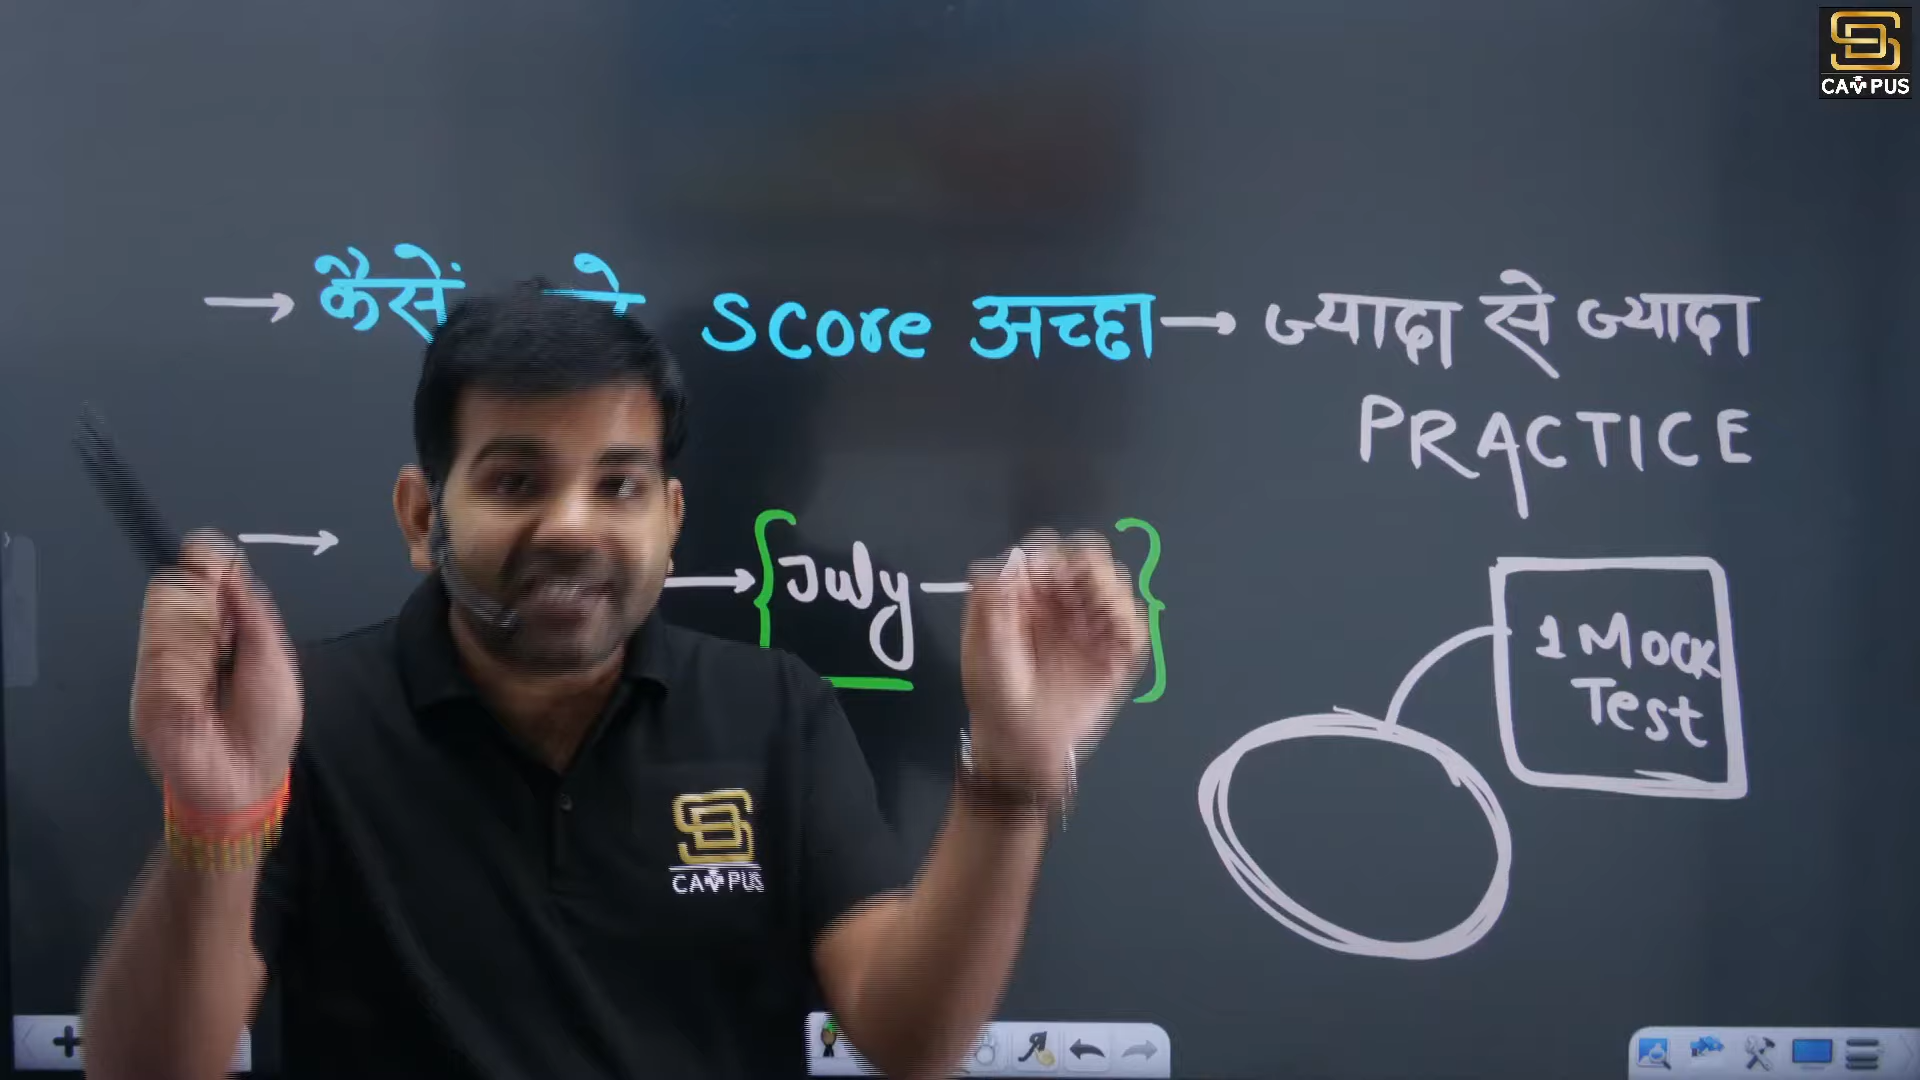 CAMPUS
→ कैसें Score अच्छा → ज्यादा से ज्यादा
PRACTICE
→ → { July – }
1 Mock
Test
CAMPUS